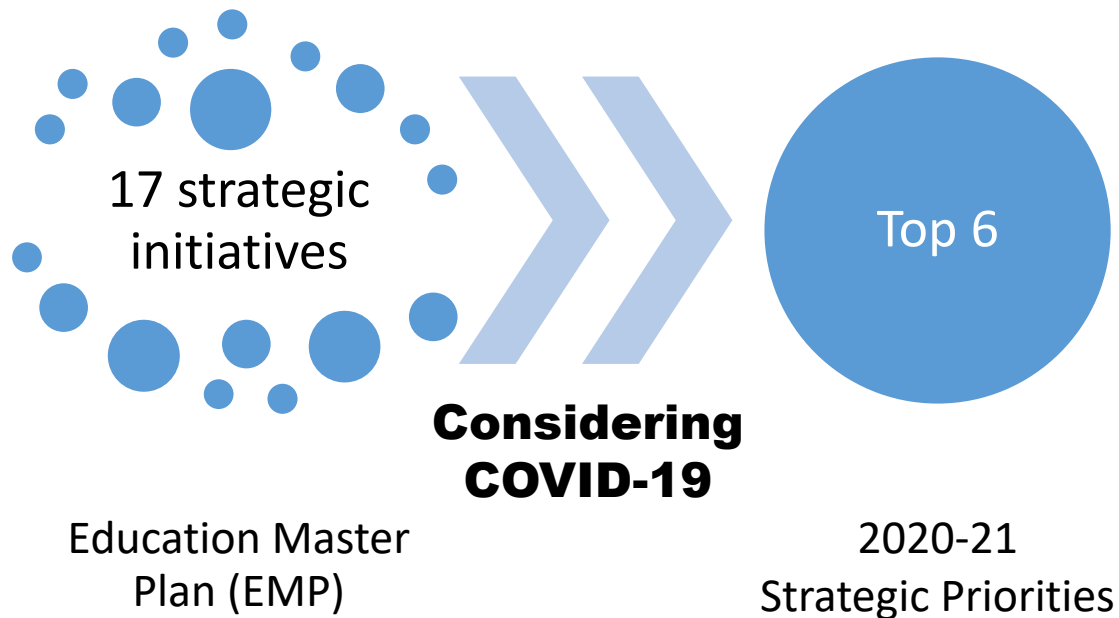 17 strategic
initiatives
Top 6
Considering
COVID-19
Education Master
Plan (EMP)
2020-21
Strategic Priorities